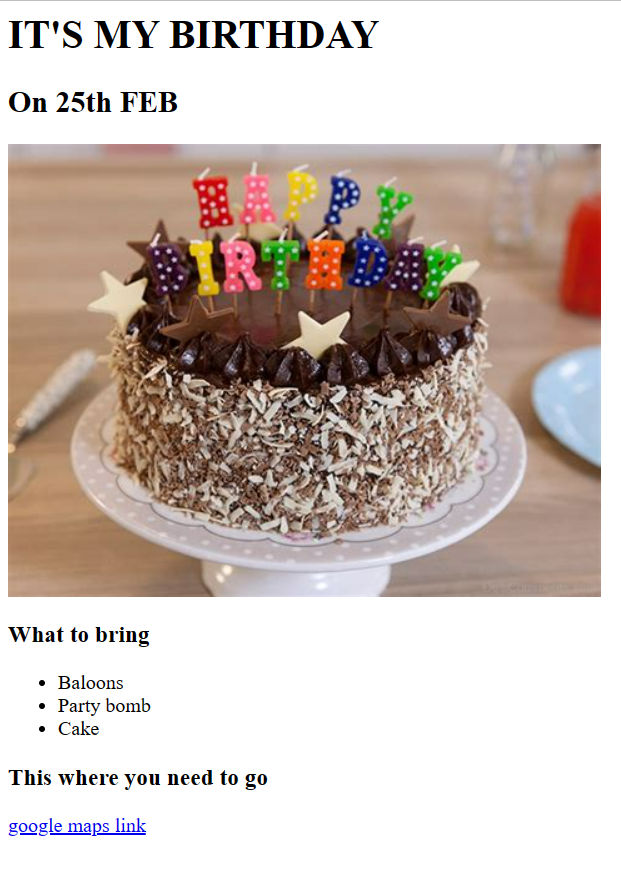 IT'S MY BIRTHDAY
On 25th FEB
HAPPY
BIRTHDAY
What to bring
Baloons
Party bomb
Cake
This where you need to go
google maps link